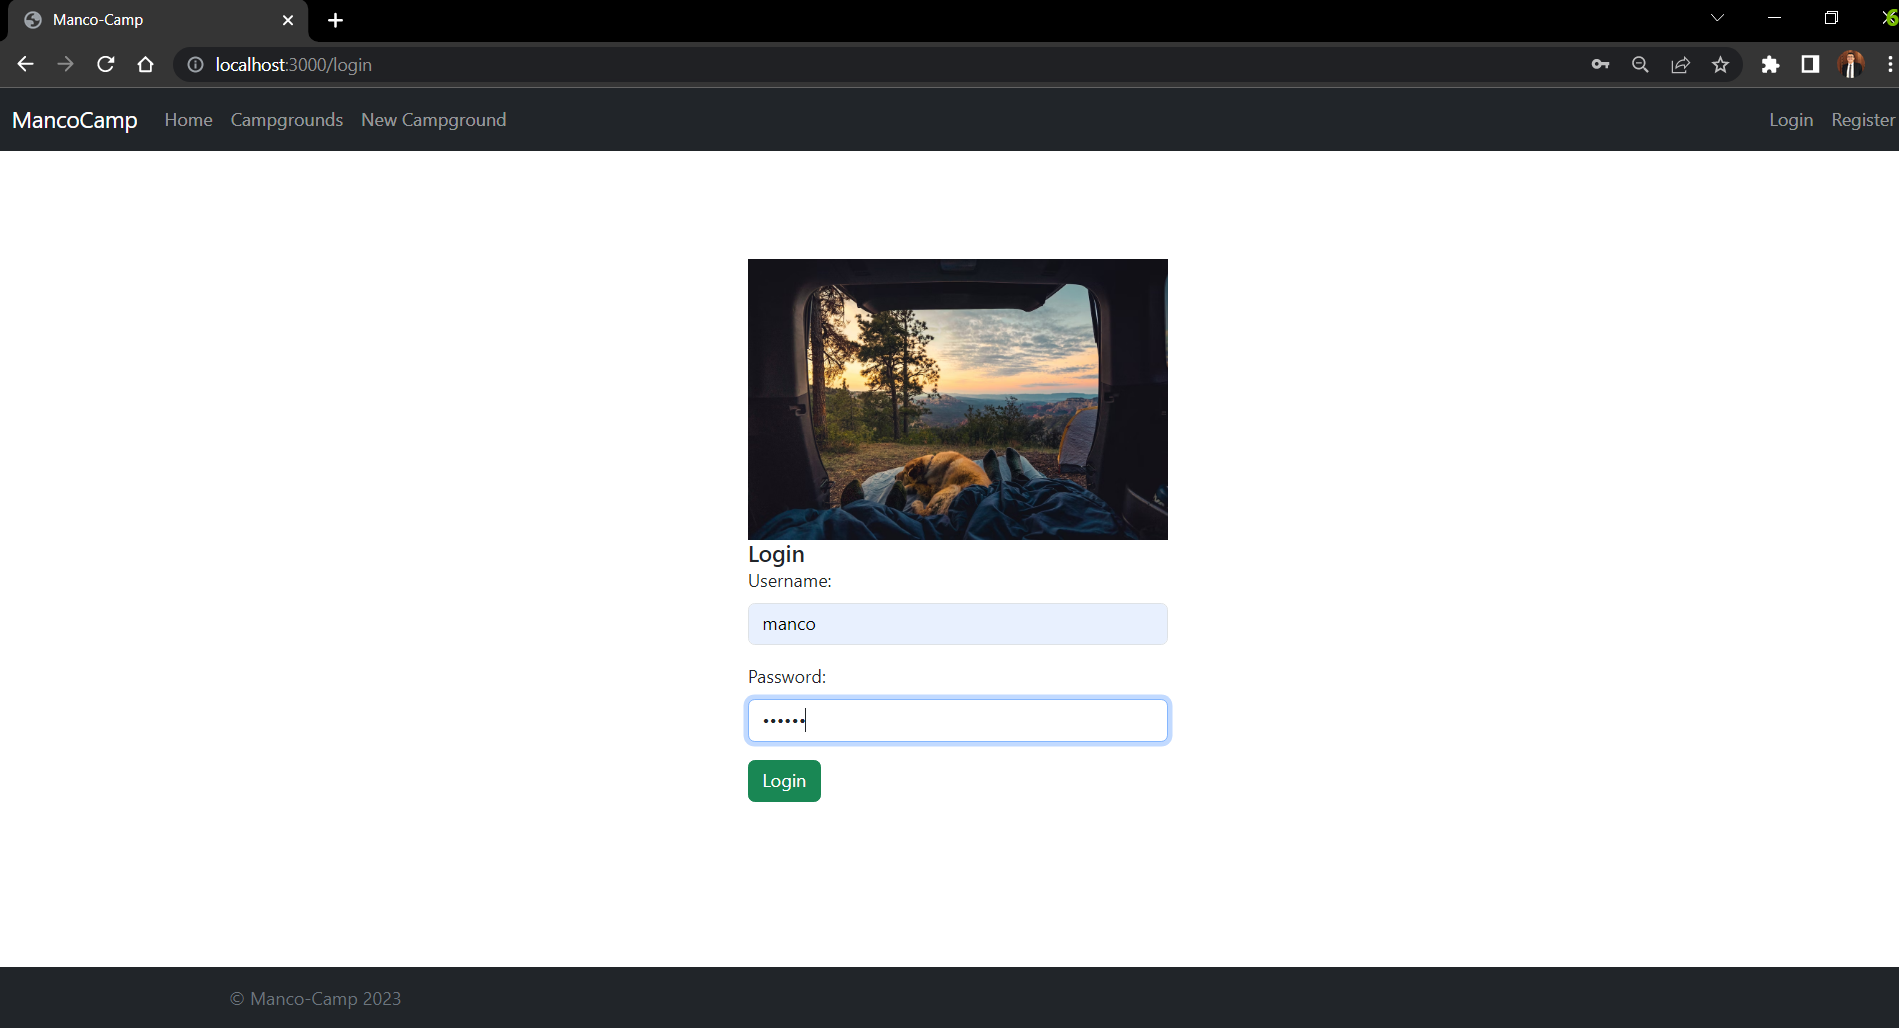 Manco-Camp
localhost:3000/login
MancoCamp Home Campgrounds New Campground Login Register
Login
Username:
manco
Password:
••••••
Login
© Manco-Camp 2023